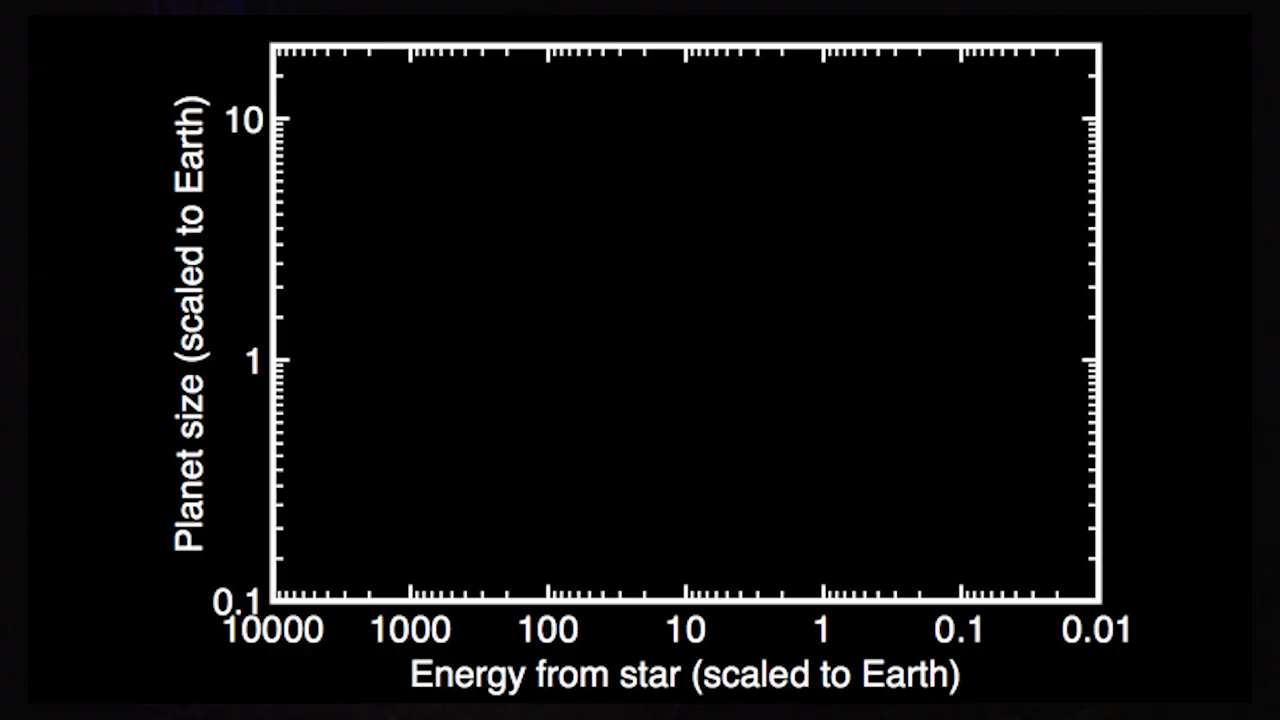 Planet size (scaled to Earth)
10
1
0.1
10000 1000 100 10 1 0.1 0.01
Energy from star (scaled to Earth)